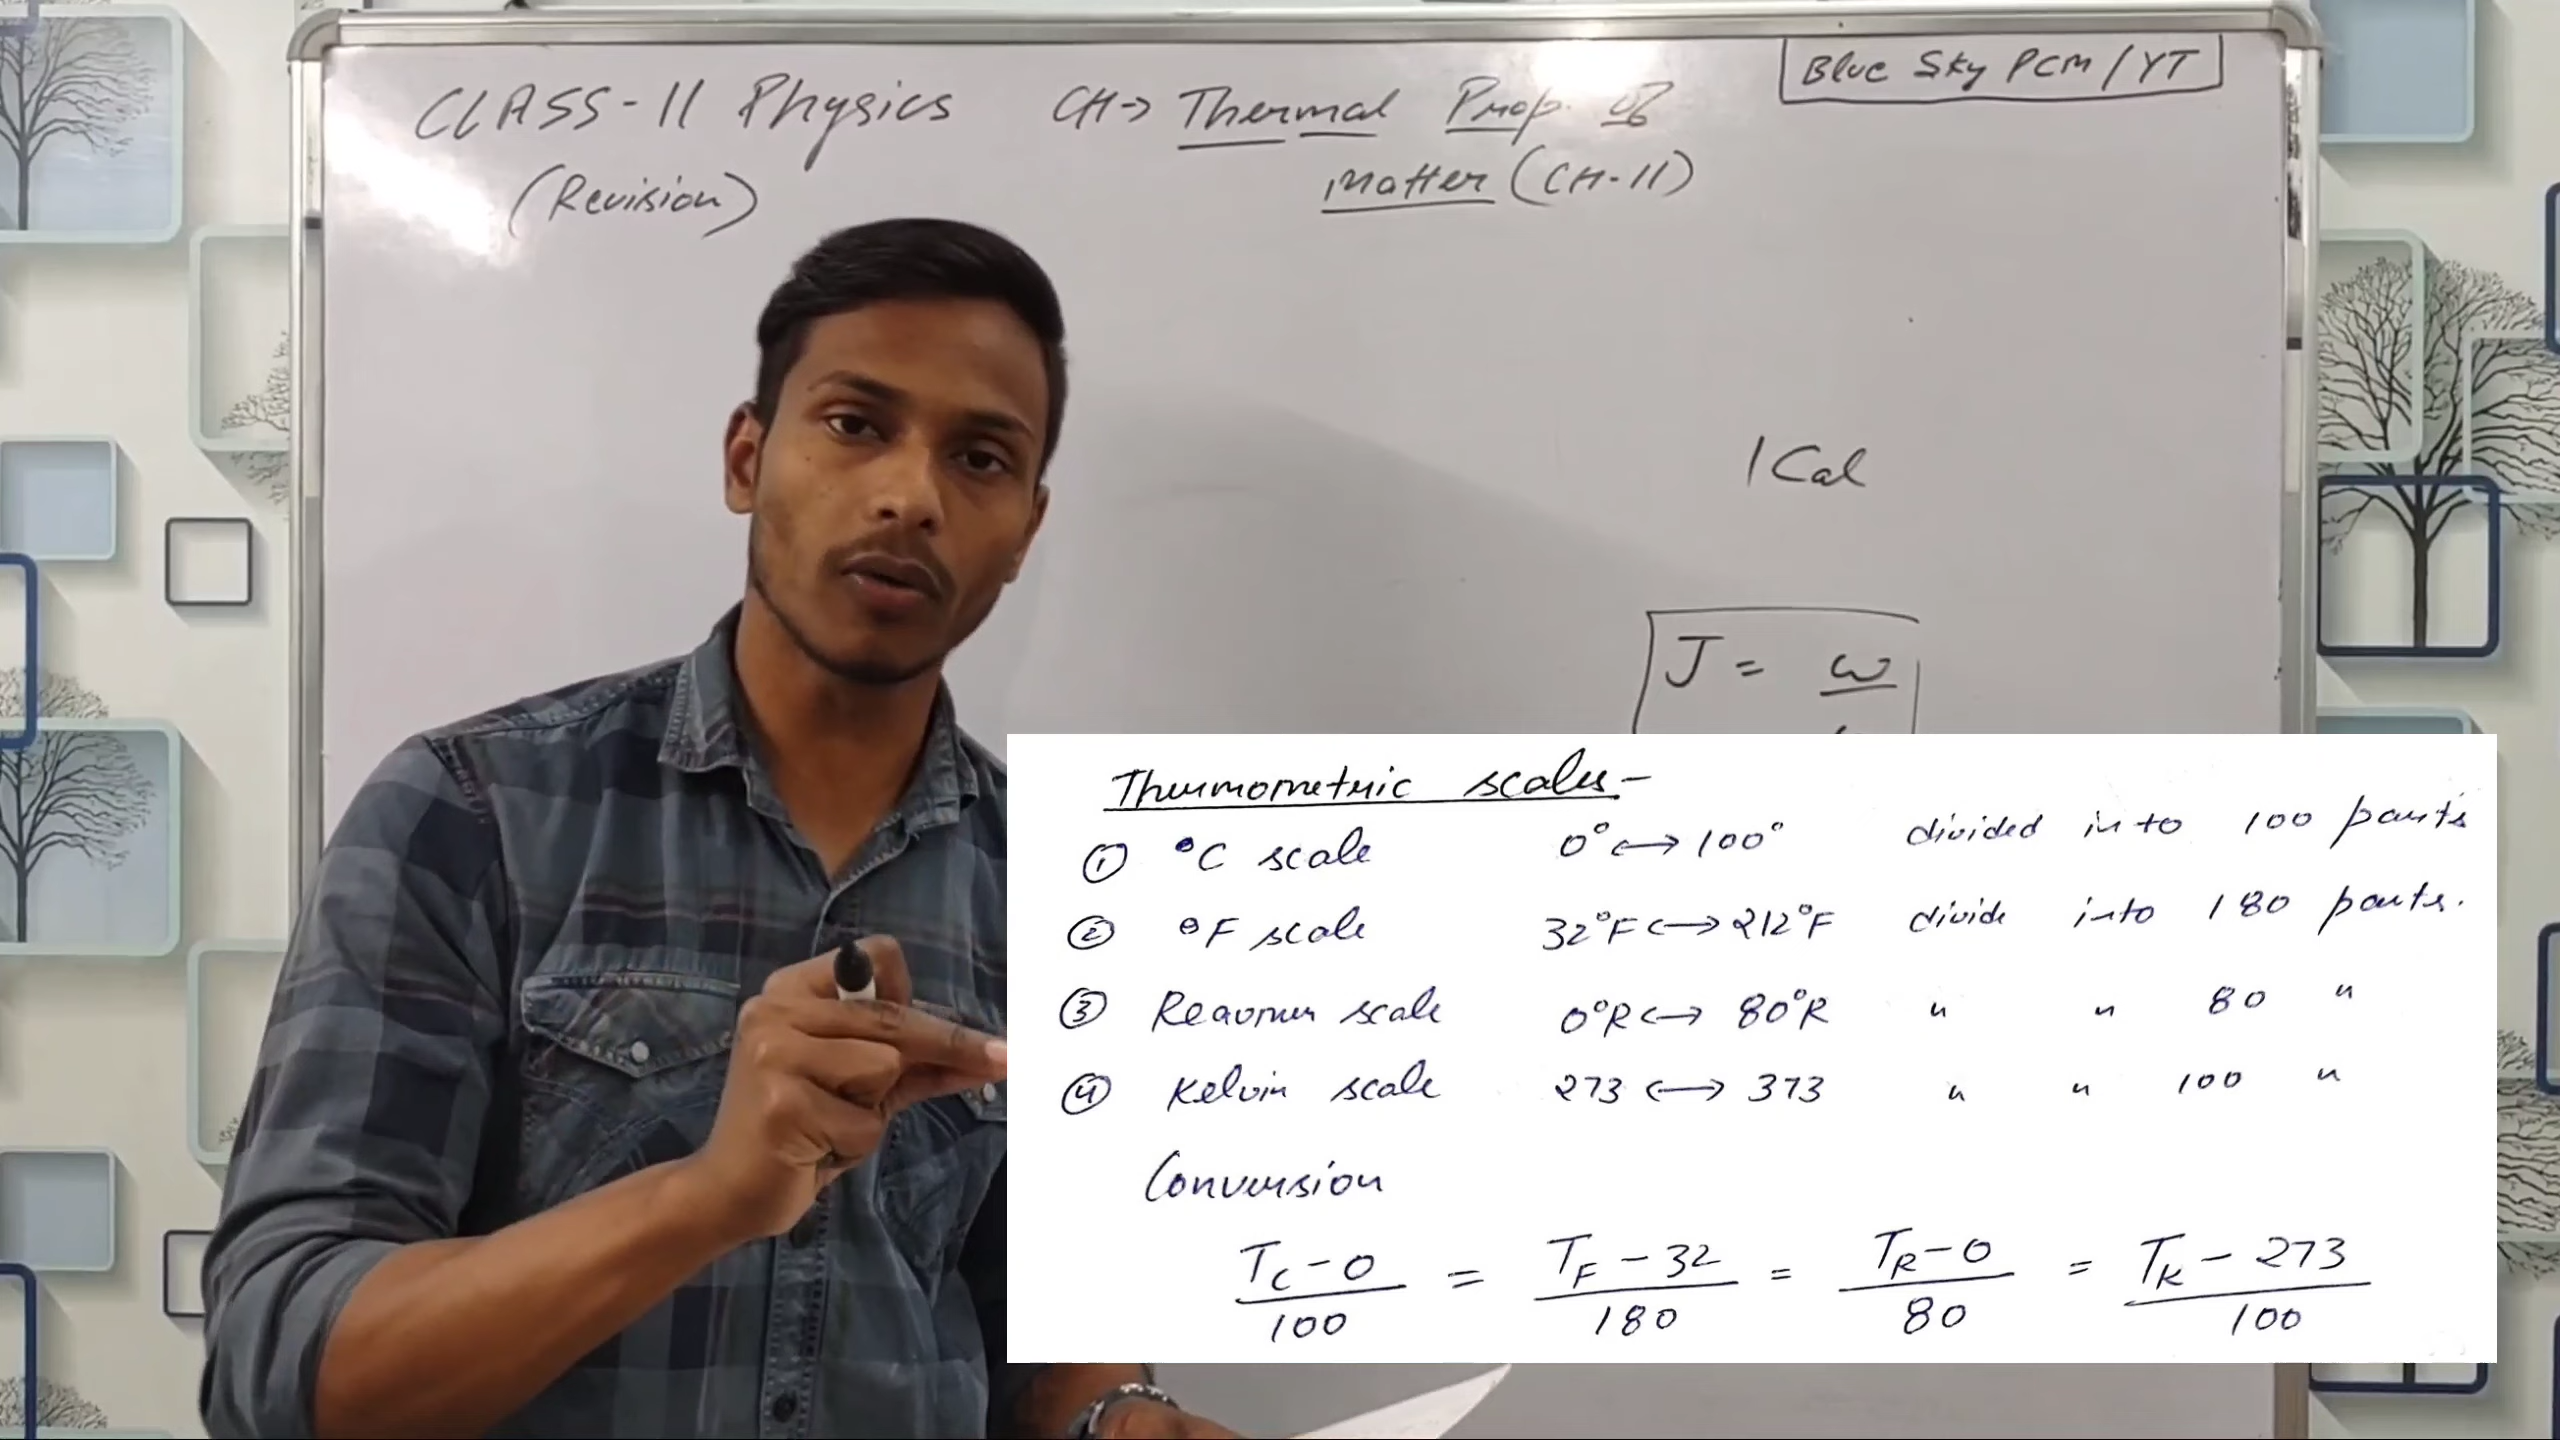 CLASS-11 Physics CH→ Thermal Prop. of
(Revision) Matter (CH-11)
Blue Sky PCM/YT
1 Cal
J = W
Thermometric scales-
① °C scale 0° ⟷ 100° divided into 100 parts
② °F scale 32°F ⟷ 212°F divide into 180 parts.
③ Reaumur scale 0°R ⟷ 80°R " " 80 "
④ Kelvin scale 273 ⟷ 373 " " 100 "
Conversion
T_C - 0 / 100 = T_F - 32 / 180 = T_R - 0 / 80 = T_K - 273 / 100